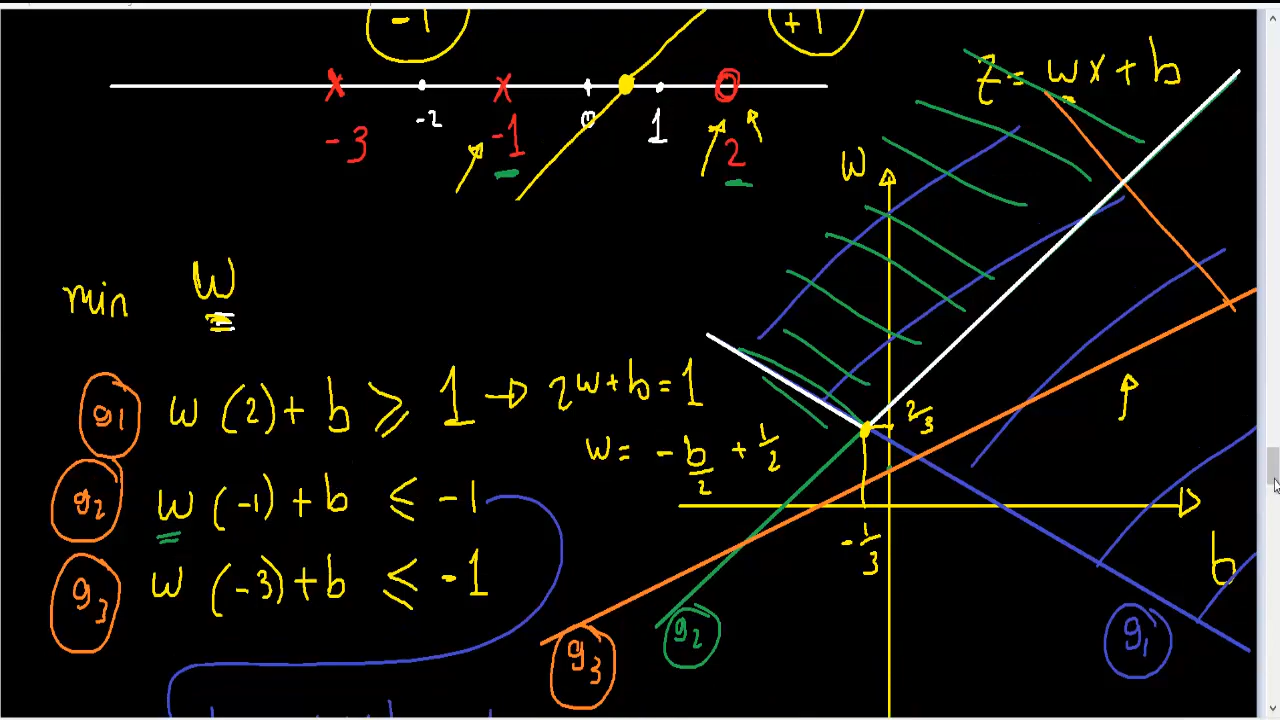 -1
+1
z = wx + b
-3
-2
-1
0
1
2
w
min w
g1 w (2) + b ⩾ 1 → 2w + b = 1
w = -b/2 + 1/2
2/3
g2 w (-1) + b ≤ -1
-1/3
g3 w (-3) + b ≤ -1
b
g3
g2
g1